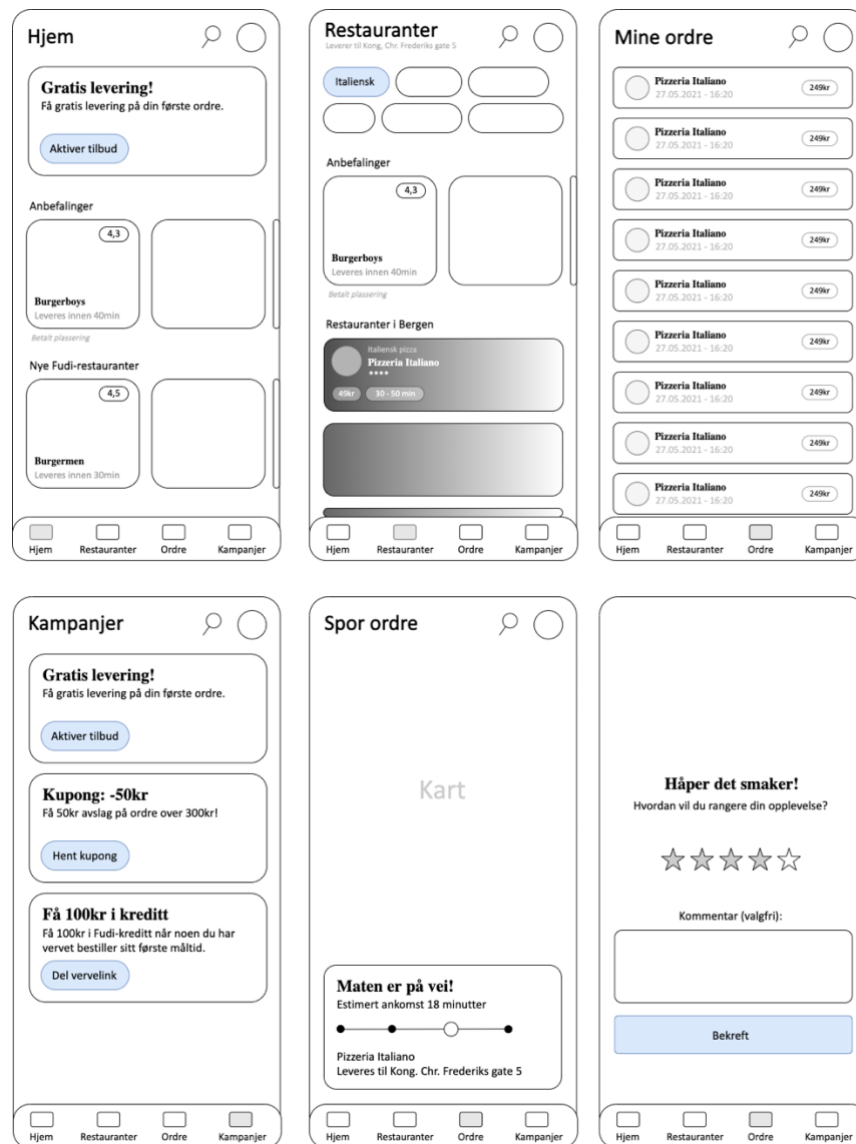 Hjem
Gratis levering!
Få gratis levering på din første ordre.
Aktiver tilbud
Anbefalinger
4,3
Burgerboys
Leveres innen 40min
Betalt plassering
Nye Fudi-restauranter
4,5
Burgermen
Leveres innen 30min
Hjem Restauranter Ordre Kampanjer
Restauranter
Leverer til Kong, Chr. Frederiks gate 5
Italiensk
Anbefalinger
4,3
Burgerboys
Leveres innen 40min
Betalt plassering
Restauranter i Bergen
Italiensk pizza
Pizzeria Italiano
****
49kr 30 - 50 min
Hjem Restauranter Ordre Kampanjer
Mine ordre
Pizzeria Italiano
27.05.2021 - 16:20
249kr
Pizzeria Italiano
27.05.2021 - 16:20
249kr
Pizzeria Italiano
27.05.2021 - 16:20
249kr
Pizzeria Italiano
27.05.2021 - 16:20
249kr
Pizzeria Italiano
27.05.2021 - 16:20
249kr
Pizzeria Italiano
27.05.2021 - 16:20
249kr
Pizzeria Italiano
27.05.2021 - 16:20
249kr
Pizzeria Italiano
27.05.2021 - 16:20
249kr
Pizzeria Italiano
27.05.2021 - 16:20
249kr
Hjem Restauranter Ordre Kampanjer
Kampanjer
Gratis levering!
Få gratis levering på din første ordre.
Aktiver tilbud
Kupong: -50kr
Få 50kr avslag på ordre over 300kr!
Hent kupong
Få 100kr i kreditt
Få 100kr i Fudi-kreditt når noen du har
vervet bestiller sitt første måltid.
Del vervelink
Hjem Restauranter Ordre Kampanjer
Spor ordre
Kart
Maten er på vei!
Estimert ankomst 18 minutter
Pizzeria Italiano
Leveres til Kong. Chr. Frederiks gate 5
Hjem Restauranter Ordre Kampanjer
Håper det smaker!
Hvordan vil du rangere din opplevelse?
Kommentar (valgfri):
Bekreft
Hjem Restauranter Ordre Kampanjer